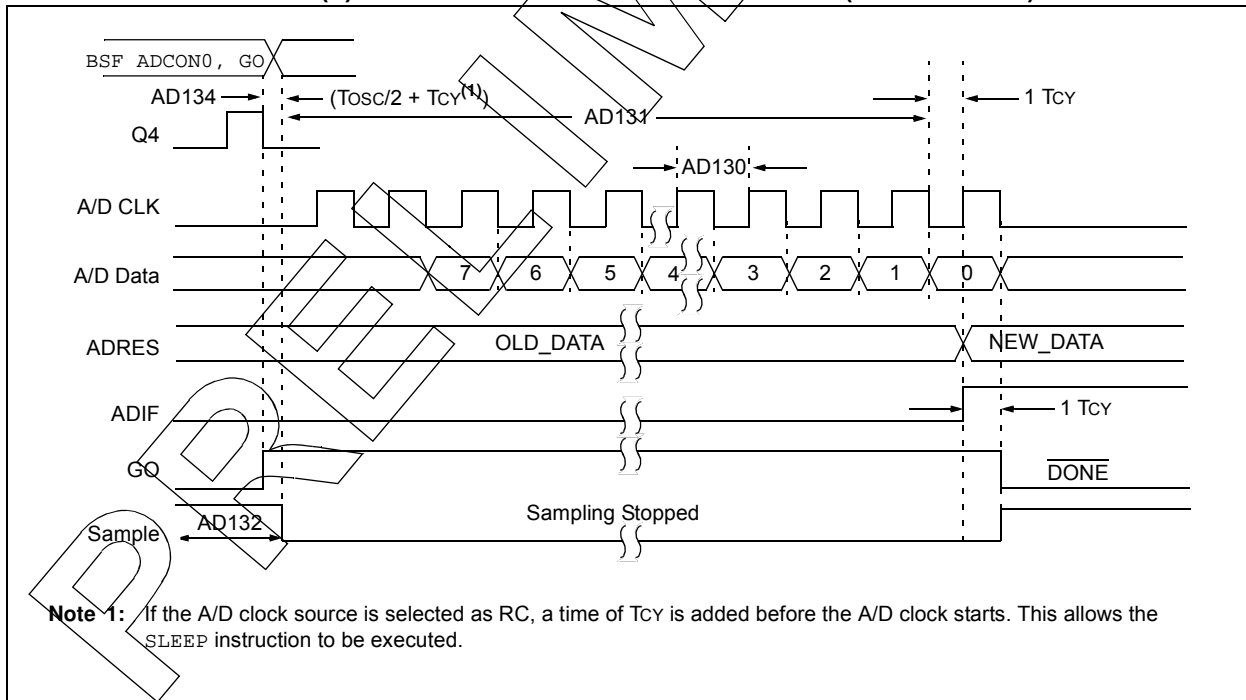 BSF ADCON0, GO
AD134
(TOSC/2 + TCY(1))
1 TCY
AD131
Q4
AD130
A/D CLK
A/D Data
7 6 5 4 3 2 1 0
ADRES
OLD_DATA
NEW_DATA
ADIF
1 TCY
GO
DONE
Sample
AD132
Sampling Stopped
Note 1: If the A/D clock source is selected as RC, a time of TCY is added before the A/D clock starts. This allows the
SLEEP instruction to be executed.